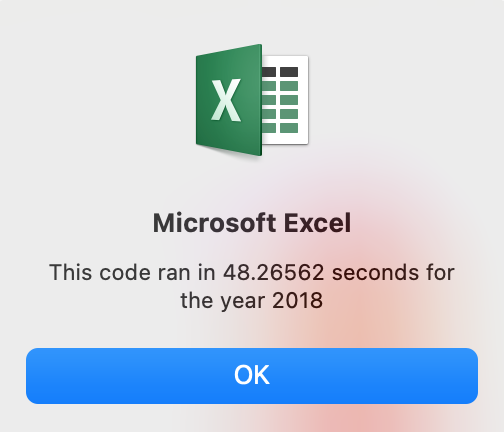 X
Microsoft Excel
This code ran in 48.26562 seconds for
the year 2018
OK